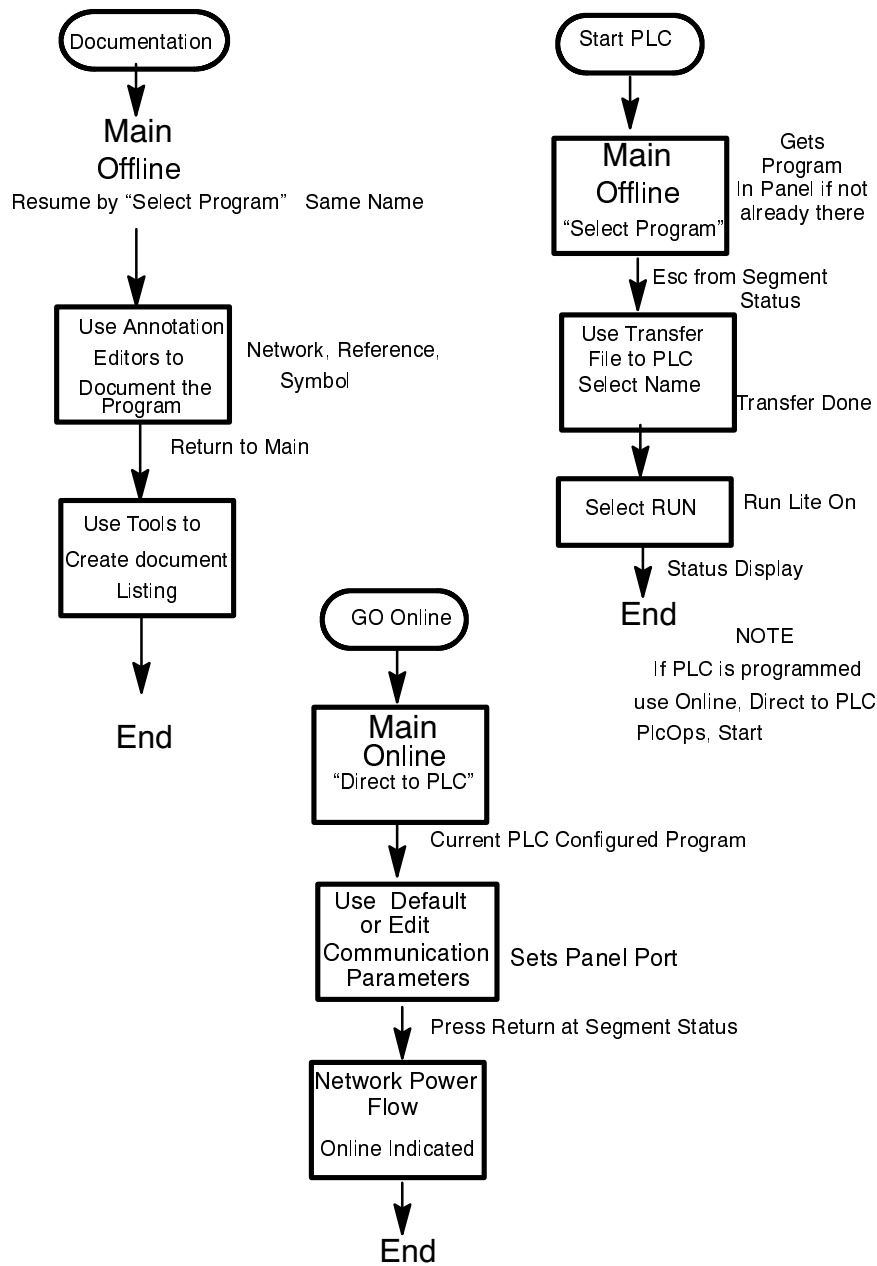 Documentation
Main
Offline
Resume by “Select Program” Same Name
Use Annotation
Editors to
Document the
Program
Network, Reference,
Symbol
Return to Main
Use Tools to
Create document
Listing
End
Start PLC
Main
Offline
“Select Program”
Gets
Program
In Panel if not
already there
Esc from Segment
Status
Use Transfer
File to PLC
Select Name
Transfer Done
Select RUN
Run Lite On
Status Display
End
NOTE
If PLC is programmed
use Online, Direct to PLC
PlcOps, Start
GO Online
Main
Online
“Direct to PLC”
Current PLC Configured Program
Use Default
or Edit
Communication
Parameters
Sets Panel Port
Press Return at Segment Status
Network Power
Flow
Online Indicated
End